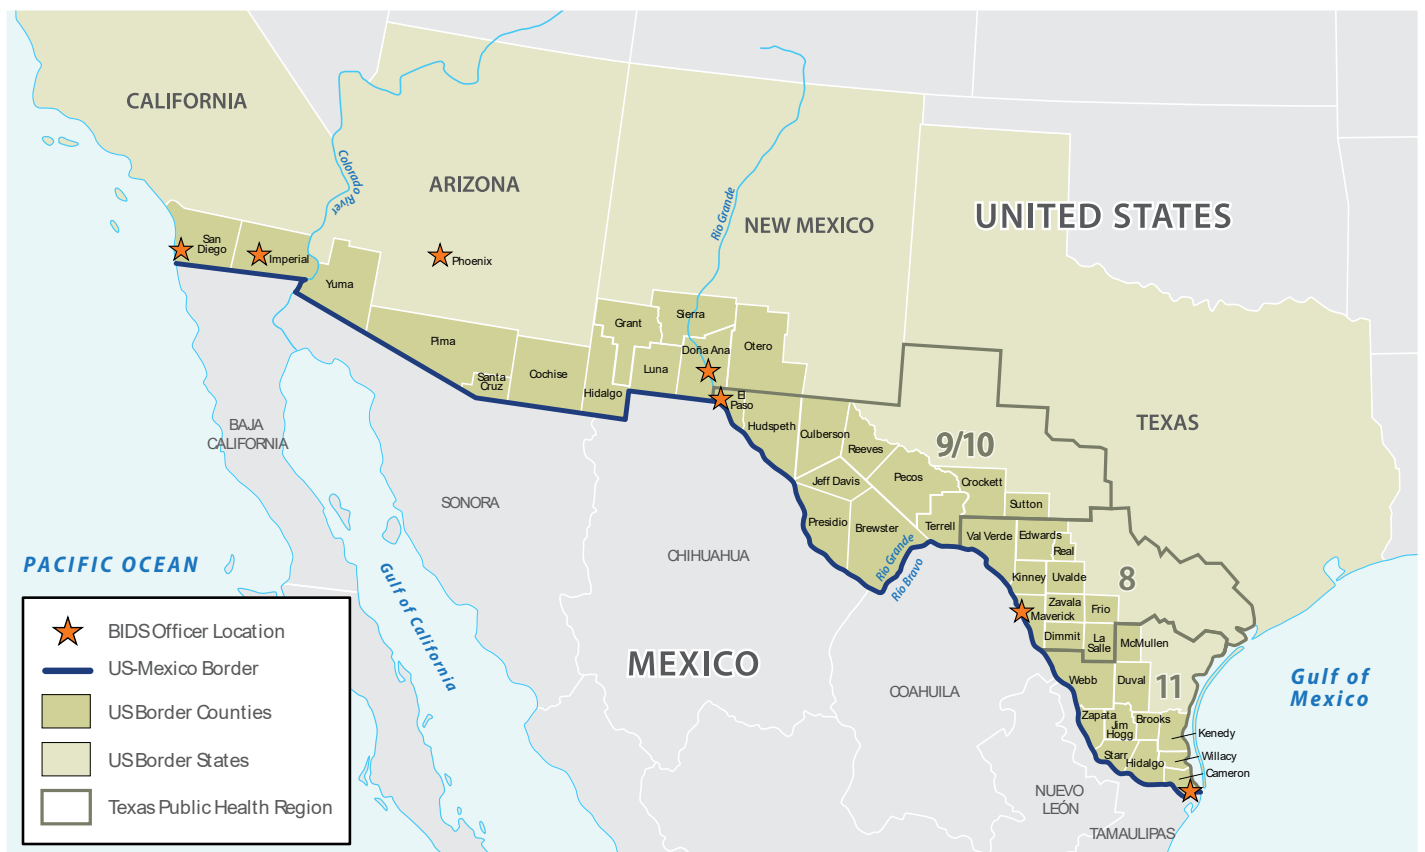 CALIFORNIA
Colorado River
ARIZONA
Rio Grande
NEW MEXICO
UNITED STATES
San
Diego
Imperial
Phoenix
Yuma
Pima
Santa
Cruz
Cochise
Hidalgo
Grant
Sierra
Luna
Doña Ana
Otero
El
Paso
Hudspeth
Culberson
Reeves
Jeff Davis
Pecos
Presidio
Brewster
Terrell
Crockett
Sutton
9/10
TEXAS
Val Verde
Edwards
Real
Kinney
Uvalde
8
Zavala
Maverick
Frio
Dimmit
La
Salle
McMullen
Webb
Duval
11
Zapata
Jim
Hogg
Brooks
Kenedy
Starr
Hidalgo
Willacy
Cameron
BAJA
CALIFORNIA
SONORA
CHIHUAHUA
Rio Grande
Río Bravo
COAHUILA
MEXICO
NUEVO
LEÓN
TAMAULIPAS
PACIFIC OCEAN
Gulf of California
Gulf of
Mexico
BIDS Officer Location
US-Mexico Border
US Border Counties
US Border States
Texas Public Health Region